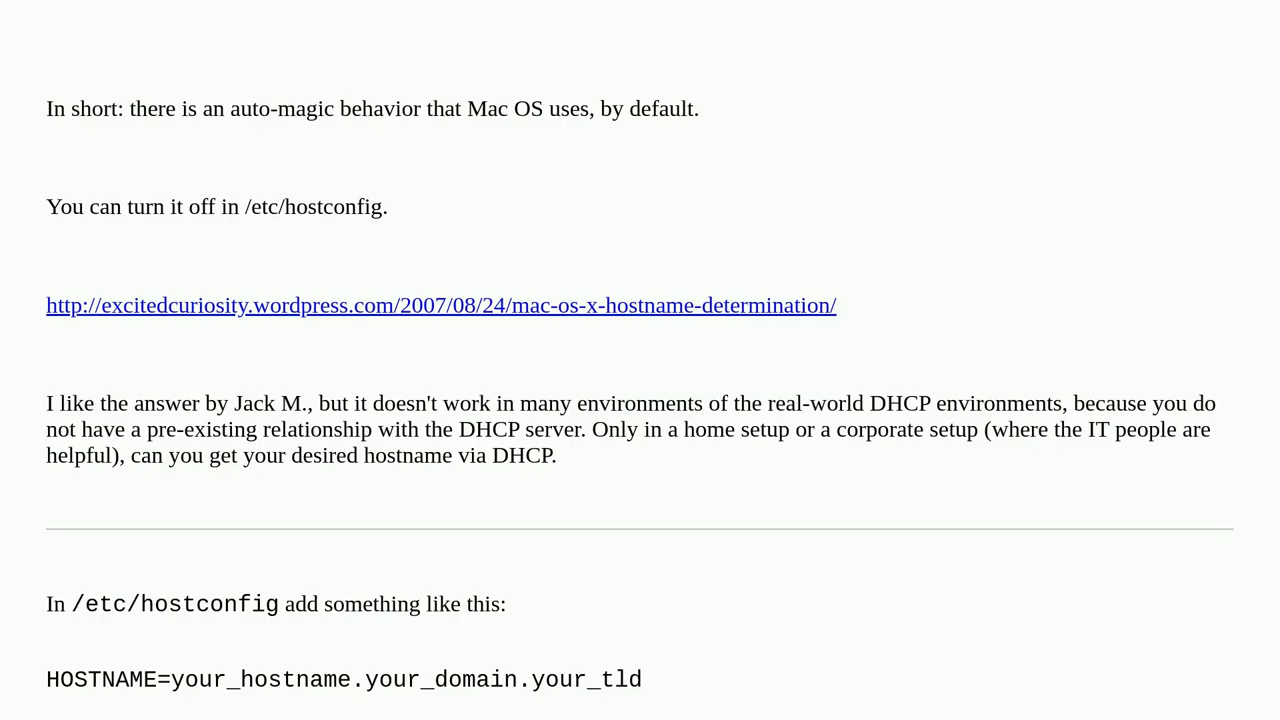 In short: there is an auto-magic behavior that Mac OS uses, by default.
You can turn it off in /etc/hostconfig.
http://excitedcuriosity.wordpress.com/2007/08/24/mac-os-x-hostname-determination/
I like the answer by Jack M., but it doesn't work in many environments of the real-world DHCP environments, because you do
not have a pre-existing relationship with the DHCP server. Only in a home setup or a corporate setup (where the IT people are
helpful), can you get your desired hostname via DHCP.
In /etc/hostconfig add something like this:
HOSTNAME=your_hostname.your_domain.your_tld